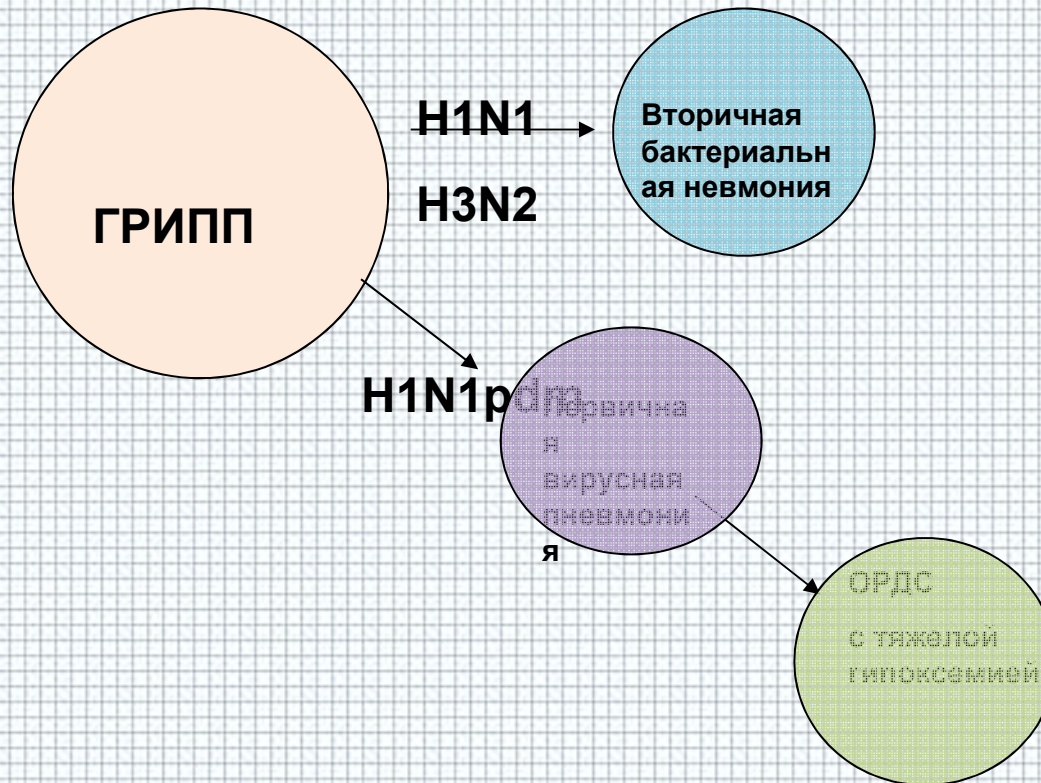 H1N1
H3N2
ГРИПП
Вторичная
бактериальн
ая невмония
H1N1pdm
Первична
я
вирусная
пневмони
я
ОРДС
с тяжелой
гипоксемией